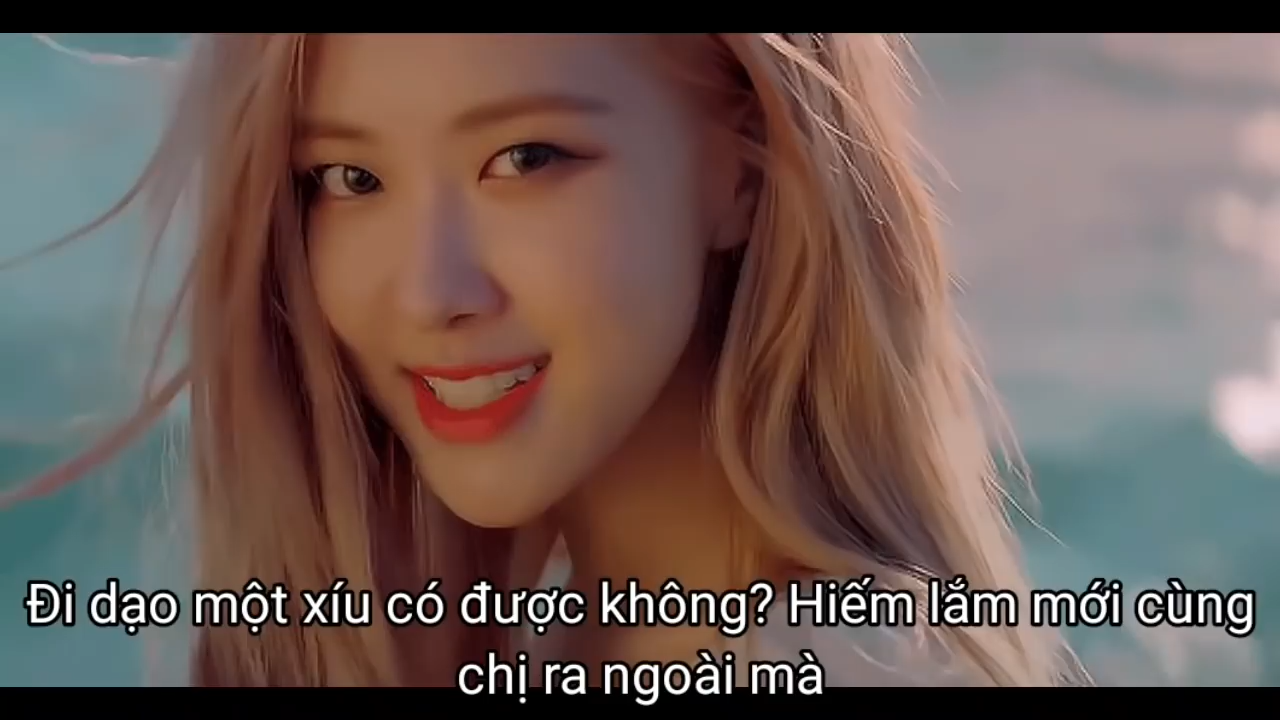 Đi dạo một xíu có được không? Hiếm lắm mới cùng
chị ra ngoài mà